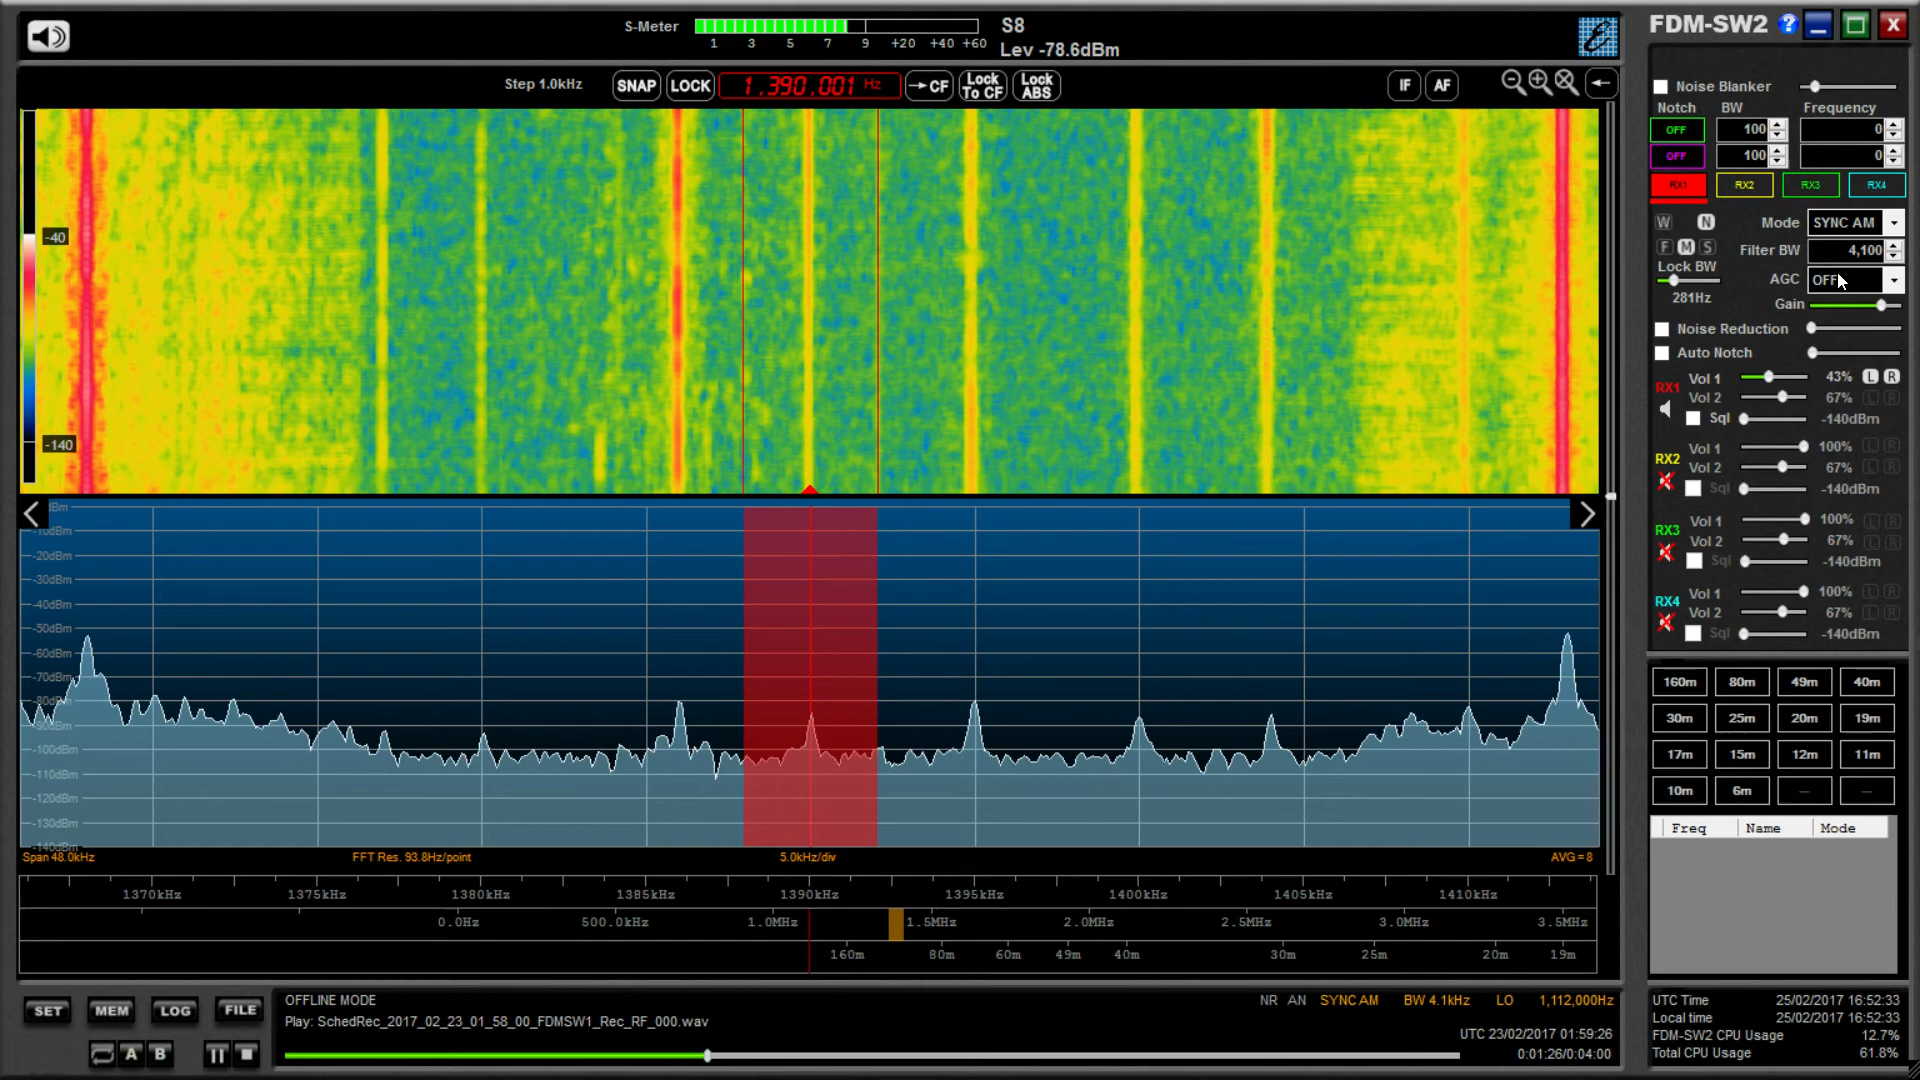 S-Meter
1 3 5 7 9 +20 +40 +60
S8
Lev -78.6dBm
FDM-SW2 ? X
Step 1.0kHz SNAP LOCK 1.390.001 Hz →CF Lock To CF Lock ABS IF AF
-40
-140
Noise Blanker
Notch BW Frequency
OFF 100 0
OFF 100 0
RX1 RX2 RX3 RX4
W N Mode SYNC AM
F M S Filter BW 4,100
Lock BW AGC OFF
281Hz Gain
Noise Reduction
Auto Notch
RX1 Vol 1 43% L R
Vol 2 67% L R
Sql -140dBm
RX2 Vol 1 100% L R
Vol 2 67% L R
Sql -140dBm
RX3 Vol 1 100% L R
Vol 2 67% L R
Sql -140dBm
RX4 Vol 1 100% L R
Vol 2 67% L R
Sql -140dBm
-10dBm
-20dBm
-30dBm
-40dBm
-50dBm
-60dBm
-70dBm
-80dBm
-90dBm
-100dBm
-110dBm
-120dBm
-130dBm
-140dBm
Span 48.0kHz FFT Res. 93.8Hz/point 5.0kHz/div AVG = 8
1370kHz 1375kHz 1380kHz 1385kHz 1390kHz 1395kHz 1400kHz 1405kHz 1410kHz
0.0Hz 500.0kHz 1.0MHz 1.5MHz 2.0MHz 2.5MHz 3.0MHz 3.5MHz
160m 80m 60m 49m 40m 30m 25m 20m 19m
160m 80m 49m 40m
30m 25m 20m 19m
17m 15m 12m 11m
10m 6m — —
Freq Name Mode
SET MEM LOG FILE
A B
OFFLINE MODE NR AN SYNC AM BW 4.1kHz LO 1,112,000Hz
Play: SchedRec_2017_02_23_01_58_00_FDMSW1_Rec_RF_000.wav
UTC 23/02/2017 01:59:26
0:01:26/0:04:00
UTC Time 25/02/2017 16:52:33
Local time 25/02/2017 16:52:33
FDM-SW2 CPU Usage 12.7%
Total CPU Usage 61.8%